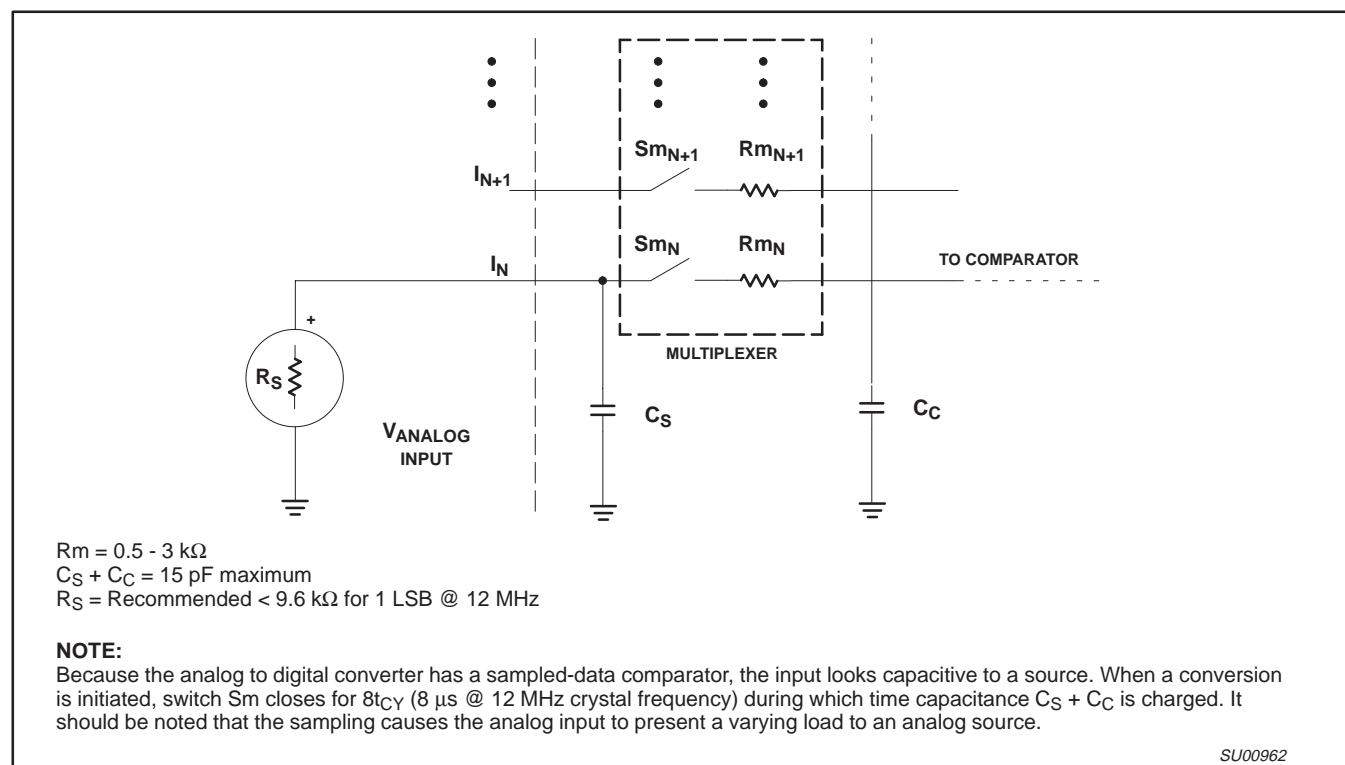 Sm_N+1 Rm_N+1
I_N+1
Sm_N Rm_N
I_N
TO COMPARATOR
+
MULTIPLEXER
R_S
C_S
C_C
V_ANALOG
INPUT
Rm = 0.5 - 3 kΩ
C_S + C_C = 15 pF maximum
R_S = Recommended < 9.6 kΩ for 1 LSB @ 12 MHz
NOTE:
Because the analog to digital converter has a sampled-data comparator, the input looks capacitive to a source. When a conversion
is initiated, switch Sm closes for 8t_CY (8 μs @ 12 MHz crystal frequency) during which time capacitance C_S + C_C is charged. It
should be noted that the sampling causes the analog input to present a varying load to an analog source.
SU00962